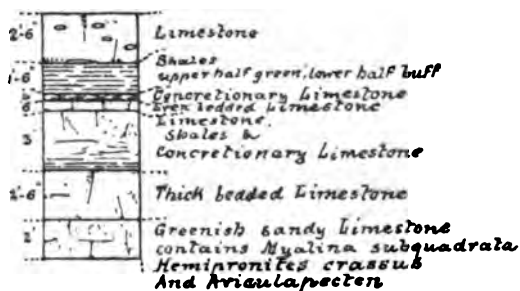 2'-6" Limestone
Shales
1'-6" upper half green, lower half buff
Concretionary Limestone
6" Even bedded Limestone
Limestone,
3' Shales &
Concretionary Limestone
2'-6" Thick bedded Limestone
Greenish sandy Limestone
2' contains Myalina subquadrata
Hemipronites crassus
And Aviculapecten